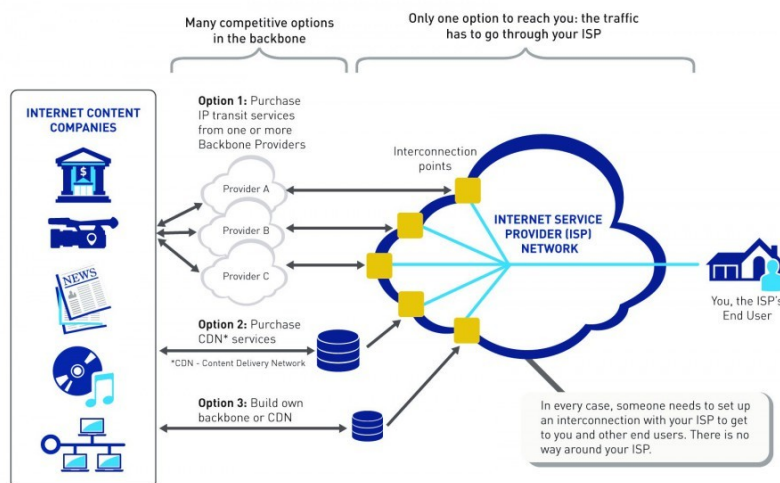 Many competitive options
in the backbone
Only one option to reach you: the traffic
has to go through your ISP
INTERNET CONTENT
COMPANIES
$
NEWS
Option 1: Purchase
IP transit services
from one or more
Backbone Providers
Provider A
Provider B
Provider C
Option 2: Purchase
CDN* services
*CDN - Content Delivery Network
Option 3: Build own
backbone or CDN
Interconnection
points
INTERNET SERVICE
PROVIDER (ISP)
NETWORK
You, the ISP's
End User
In every case, someone needs to set up
an interconnection with your ISP to get
to you and other end users. There is no
way around your ISP.